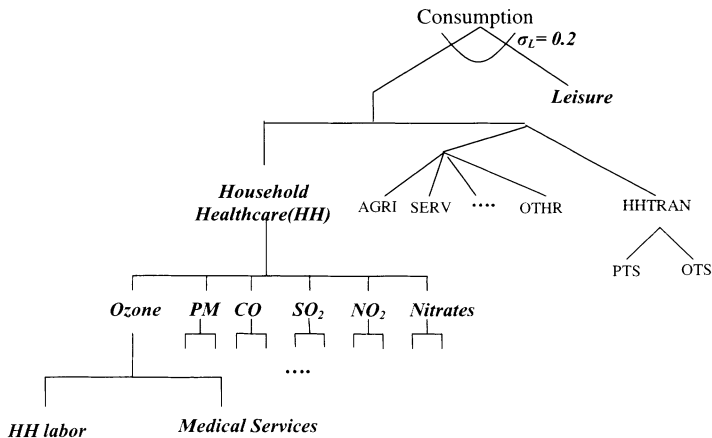 Consumption
σL= 0.2
Leisure
Household
Healthcare(HH)
AGRI SERV .... OTHR HHTRAN
PTS OTS
Ozone PM CO SO2 NO2 Nitrates
....
HH labor Medical Services